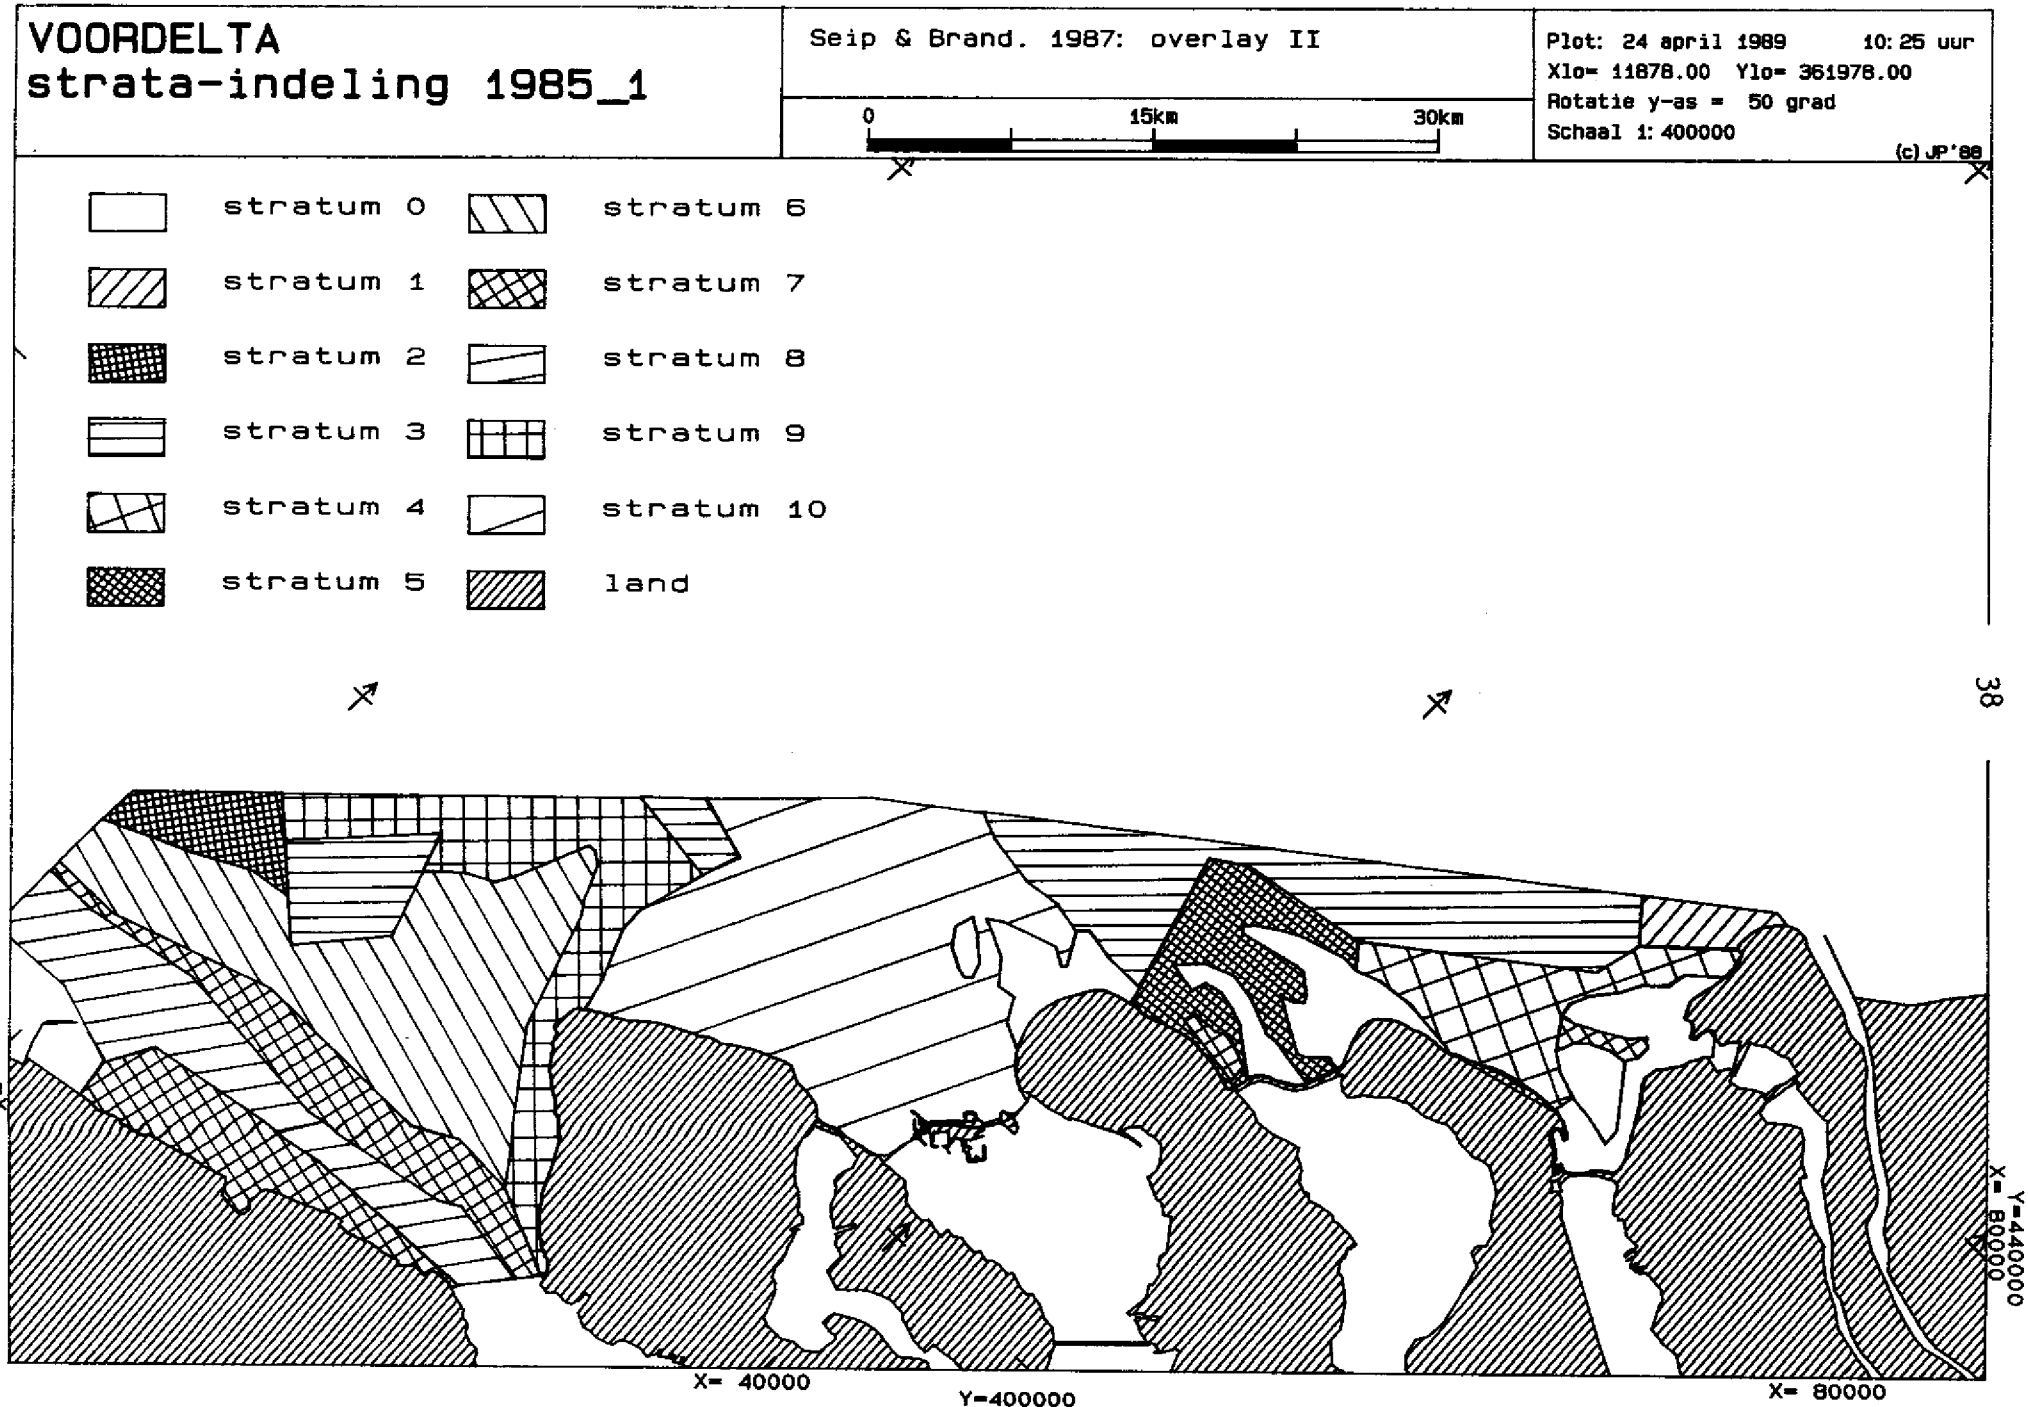 VOORDELTA
strata-indeling 1985_1
Seip & Brand. 1987: overlay II
0 15km 30km
Plot: 24 april 1989 10:25 uur
Xlo= 11878.00 Ylo= 361978.00
Rotatie y-as = 50 grad
Schaal 1:400000
(c) JP'88
stratum 0
stratum 1
stratum 2
stratum 3
stratum 4
stratum 5
stratum 6
stratum 7
stratum 8
stratum 9
stratum 10
land
38
Y=440000
X= 80000
X= 40000
Y=400000
X= 80000